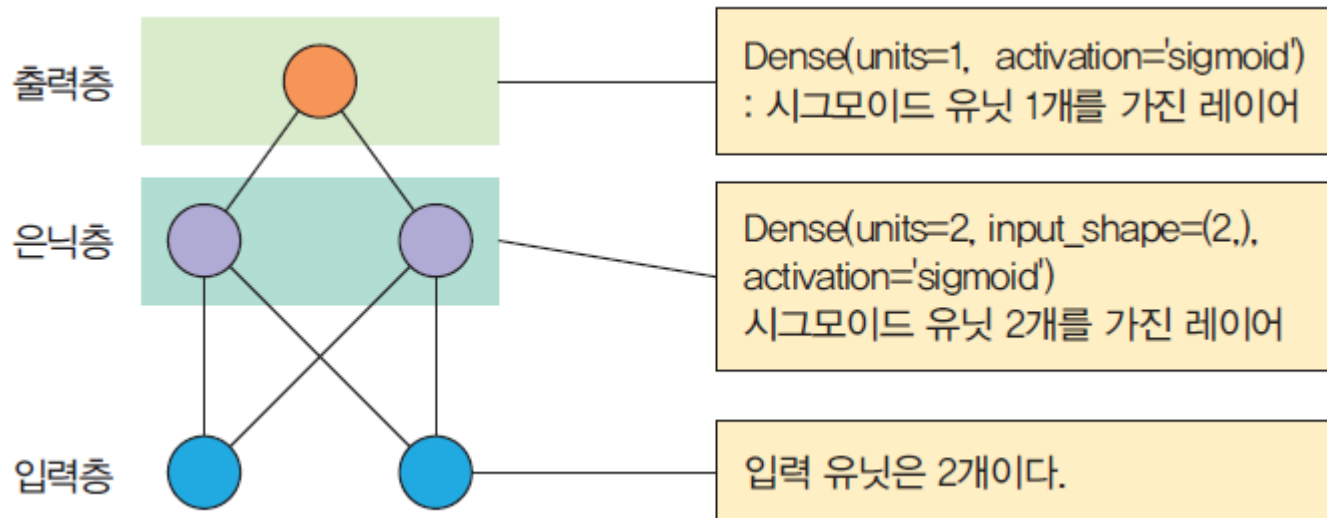 출력층
Dense(units=1, activation='sigmoid')
: 시그모이드 유닛 1개를 가진 레이어
은닉층
Dense(units=2, input_shape=(2,),
activation='sigmoid')
시그모이드 유닛 2개를 가진 레이어
입력층
입력 유닛은 2개이다.